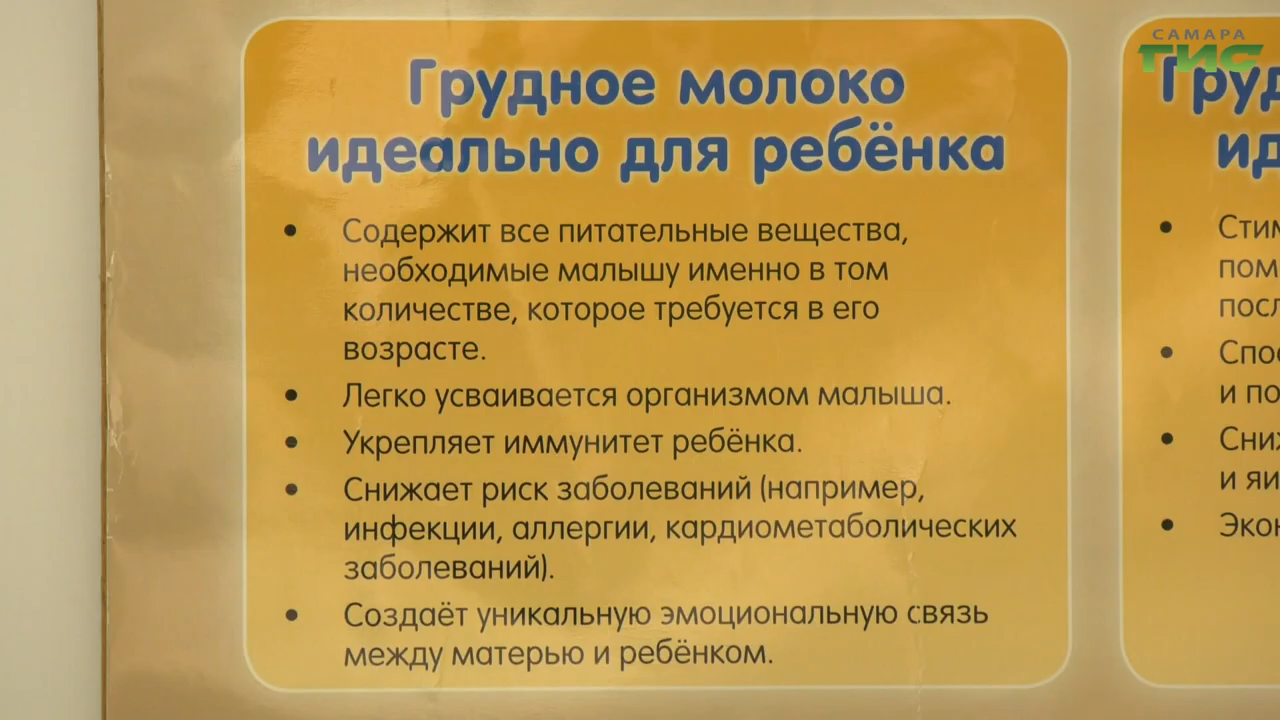 Грудное молоко
идеально для ребёнка
• Содержит все питательные вещества,
необходимые малышу именно в том
количестве, которое требуется в его
возрасте.
• Легко усваивается организмом малыша.
• Укрепляет иммунитет ребёнка.
• Снижает риск заболеваний (например,
инфекции, аллергии, кардиометаболических
заболеваний).
• Создаёт уникальную эмоциональную связь
между матерью и ребёнком.
САМАРА
ТИС